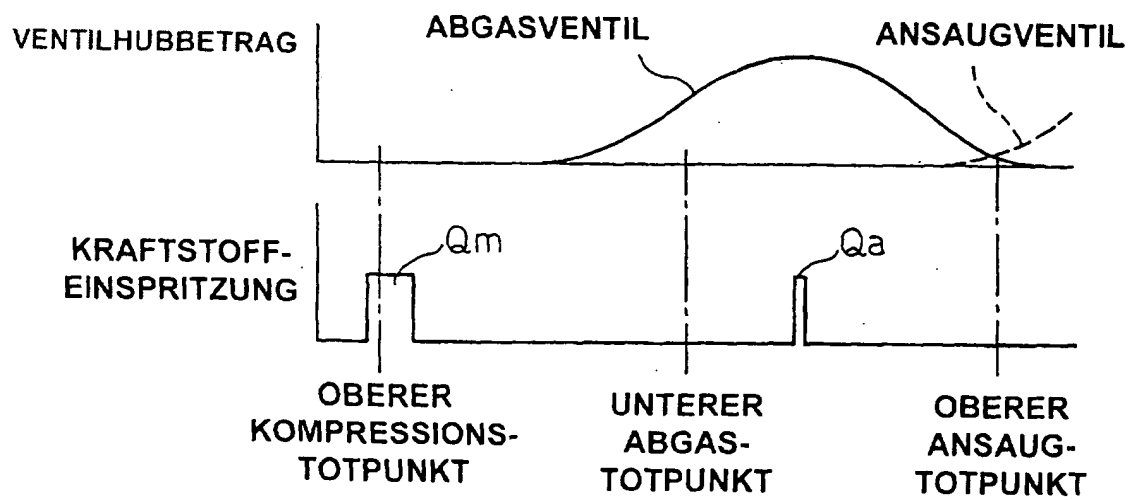 VENTILHUBBETRAG
ABGASVENTIL
ANSAUGVENTIL
KRAFTSTOFF-
EINSPRITZUNG
Qm
Qa
OBERER
KOMPRESSIONS-
TOTPUNKT
UNTERER
ABGAS-
TOTPUNKT
OBERER
ANSAUG-
TOTPUNKT